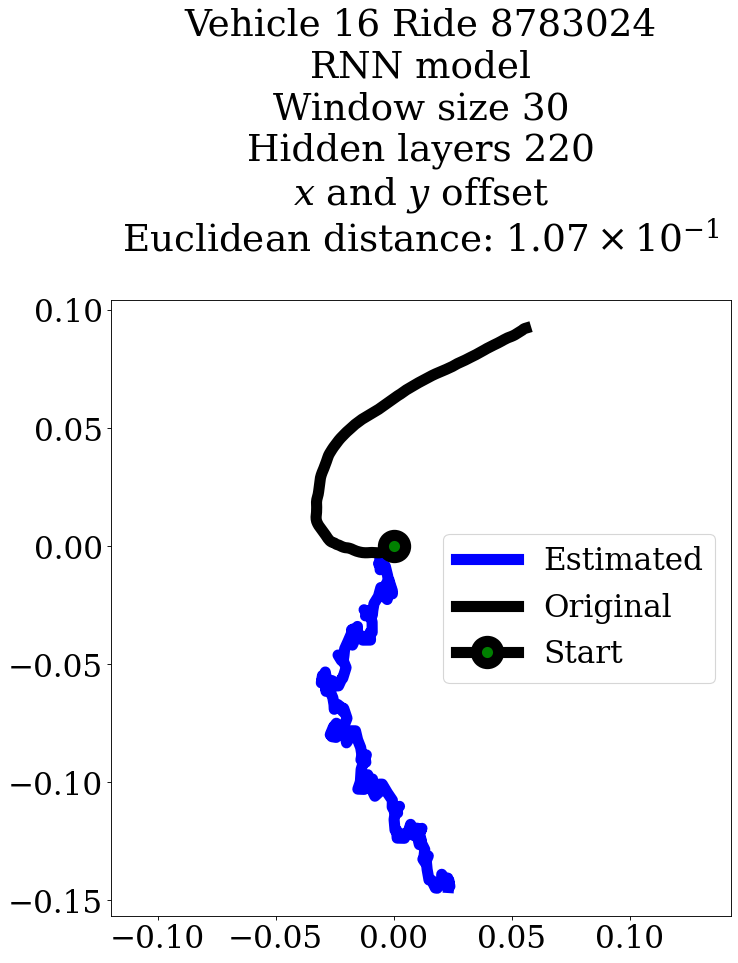 Vehicle 16 Ride 8783024
RNN model
Window size 30
Hidden layers 220
x and y offset
Euclidean distance: 1.07 × 10⁻¹
0.10
0.05
0.00
−0.05
−0.10
−0.15
Estimated
Original
Start
−0.10 −0.05 0.00 0.05 0.10